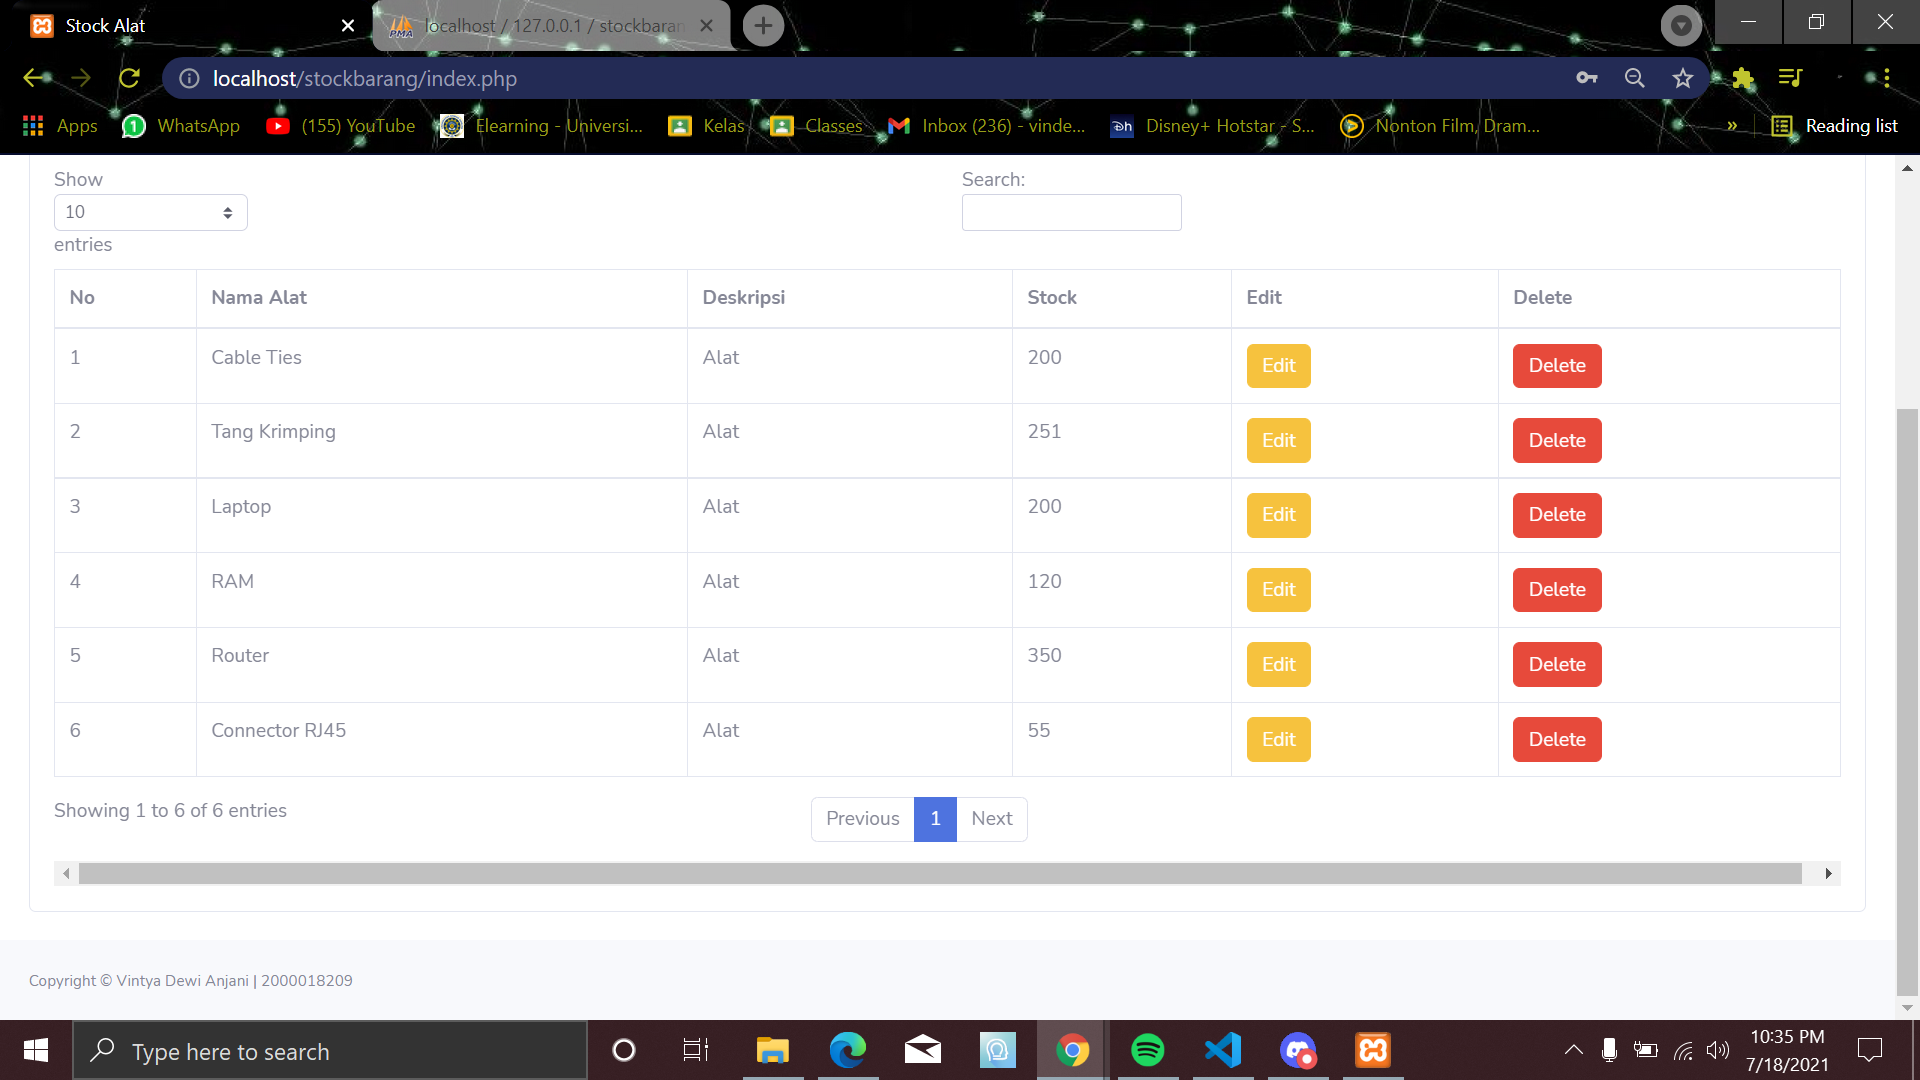 Stock Alat
localhost / 127.0.0.1 / stockbaran
localhost/stockbarang/index.php
Apps WhatsApp (155) YouTube Elearning - Universi... Kelas Classes Inbox (236) - vinde... Disney+ Hotstar - S... Nonton Film, Dram... » Reading list
Show
10
entries
Search:
No Nama Alat Deskripsi Stock Edit Delete
1 Cable Ties Alat 200 Edit Delete
2 Tang Krimping Alat 251 Edit Delete
3 Laptop Alat 200 Edit Delete
4 RAM Alat 120 Edit Delete
5 Router Alat 350 Edit Delete
6 Connector RJ45 Alat 55 Edit Delete
Showing 1 to 6 of 6 entries
Previous 1 Next
Copyright © Vintya Dewi Anjani | 2000018209
Type here to search
10:35 PM
7/18/2021